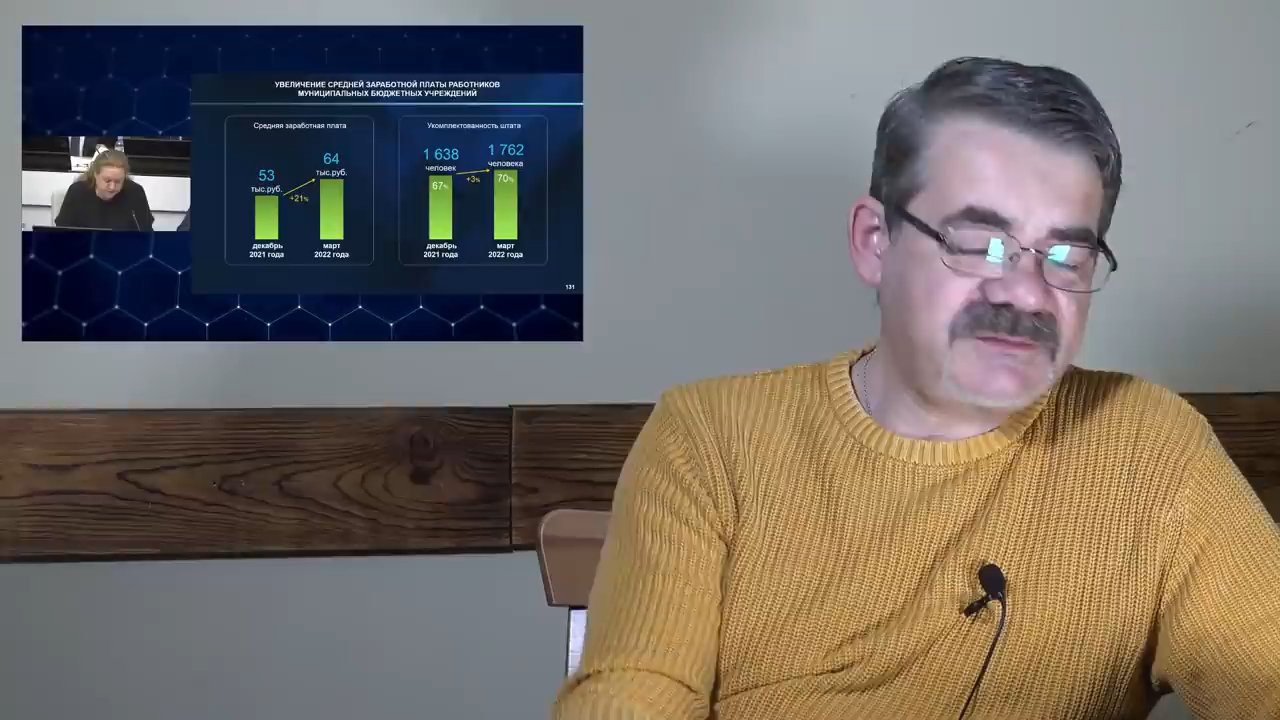 УВЕЛИЧЕНИЕ СРЕДНЕЙ ЗАРАБОТНОЙ ПЛАТЫ РАБОТНИКОВ
МУНИЦИПАЛЬНЫХ БЮДЖЕТНЫХ УЧРЕЖДЕНИЙ
Средняя заработная плата
53
тыс.руб.
+21%
64
тыс.руб.
декабрь
2021 года
март
2022 года
Укомплектованность штата
1 638
человек
67%
+3%
1 762
человека
70%
декабрь
2021 года
март
2022 года
131